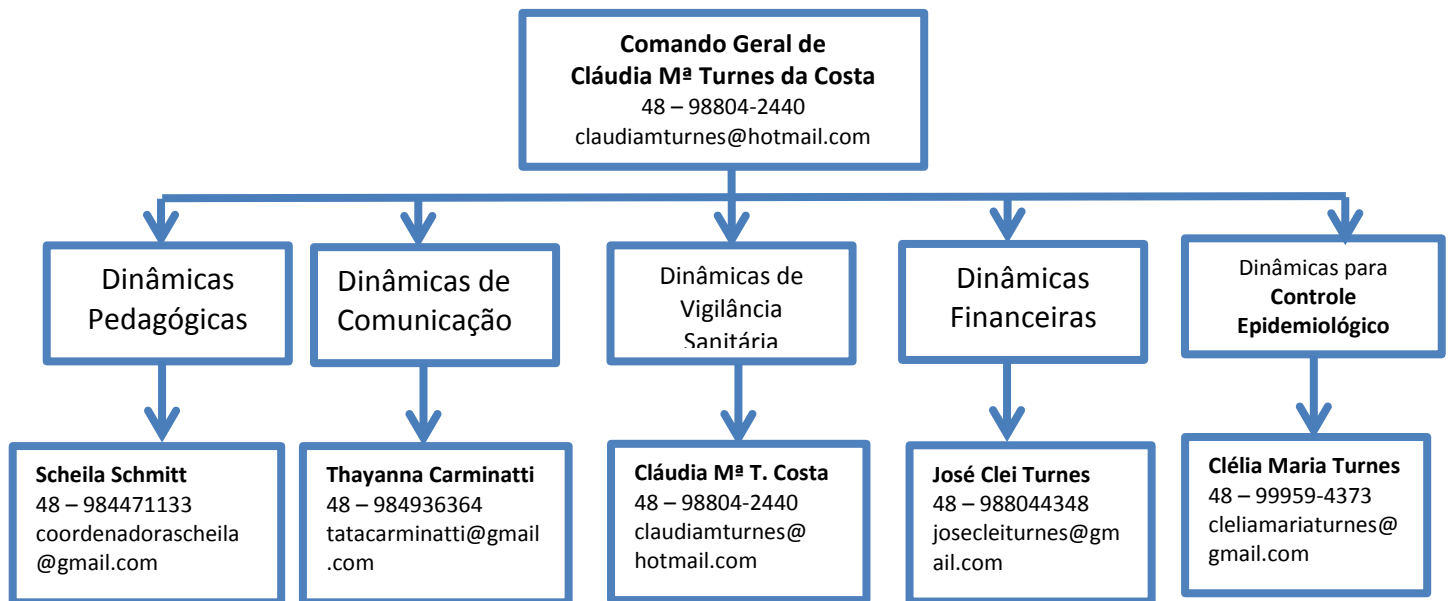 Comando Geral de
Cláudia Mª Turnes da Costa
48 – 98804-2440
claudiamturnes@hotmail.com
Dinâmicas
Pedagógicas
Dinâmicas de
Comunicação
Dinâmicas de
Vigilância
Sanitária
Dinâmicas
Financeiras
Dinâmicas para
Controle
Epidemiológico
Scheila Schmitt
48 – 984471133
coordenadorascheila
@gmail.com
Thayanna Carminatti
48 – 984936364
tatacarminatti@gmail
.com
Cláudia Mª T. Costa
48 – 98804-2440
claudiamturnes@
hotmail.com
José Clei Turnes
48 – 988044348
josecleiturnes@gm
ail.com
Clélia Maria Turnes
48 – 99959-4373
cleliamariaturnes@
gmail.com